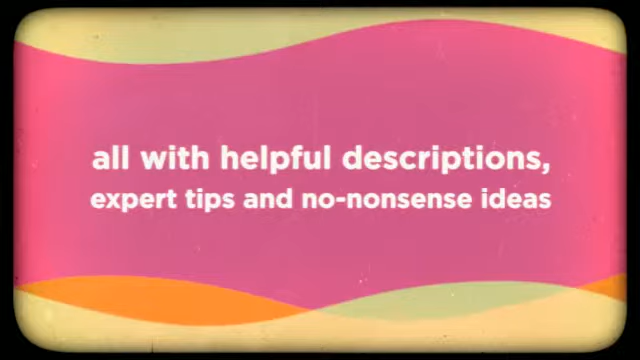 all with helpful descriptions,
expert tips and no-nonsense ideas